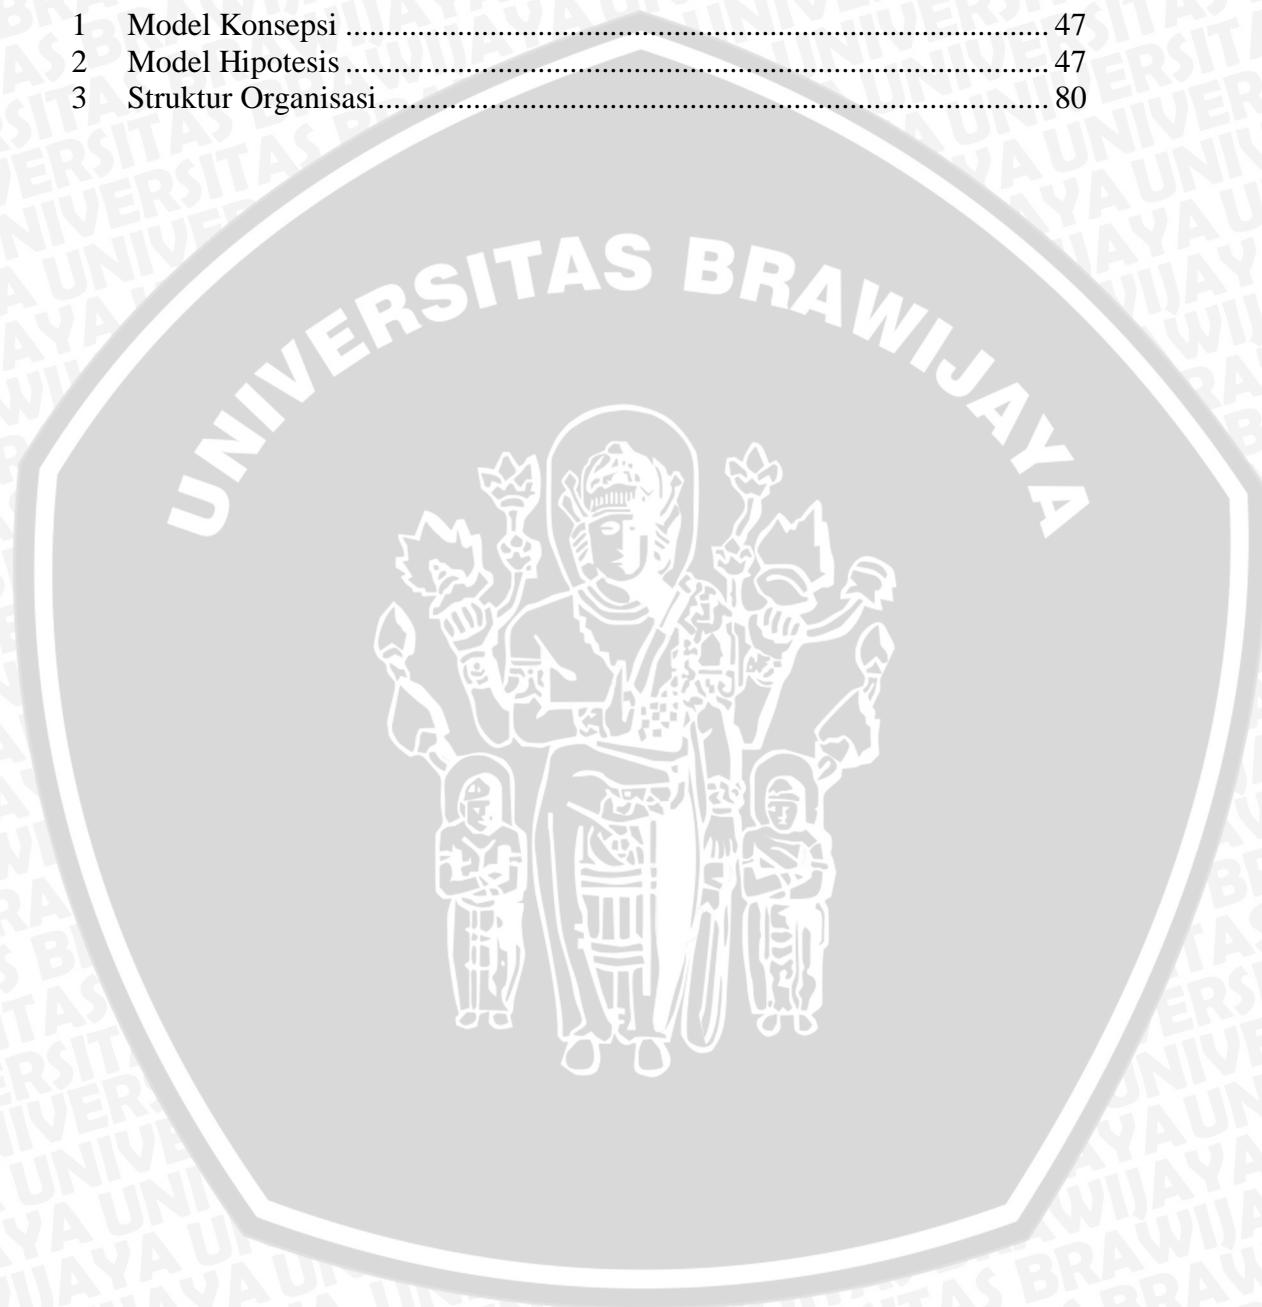 1 Model Konsepsi ........................................................................... 47
2 Model Hipotesis ........................................................................... 47
3 Struktur Organisasi....................................................................... 80
UNIVERSITAS BRAWIJAYA